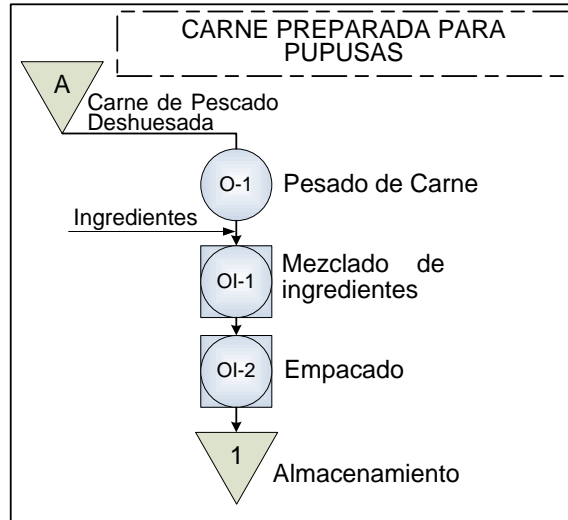 CARNE PREPARADA PARA
PUPUSAS
A
Carne de Pescado
Deshuesada
O-1
Pesado de Carne
Ingredientes
OI-1
Mezclado de
ingredientes
OI-2
Empacado
1
Almacenamiento